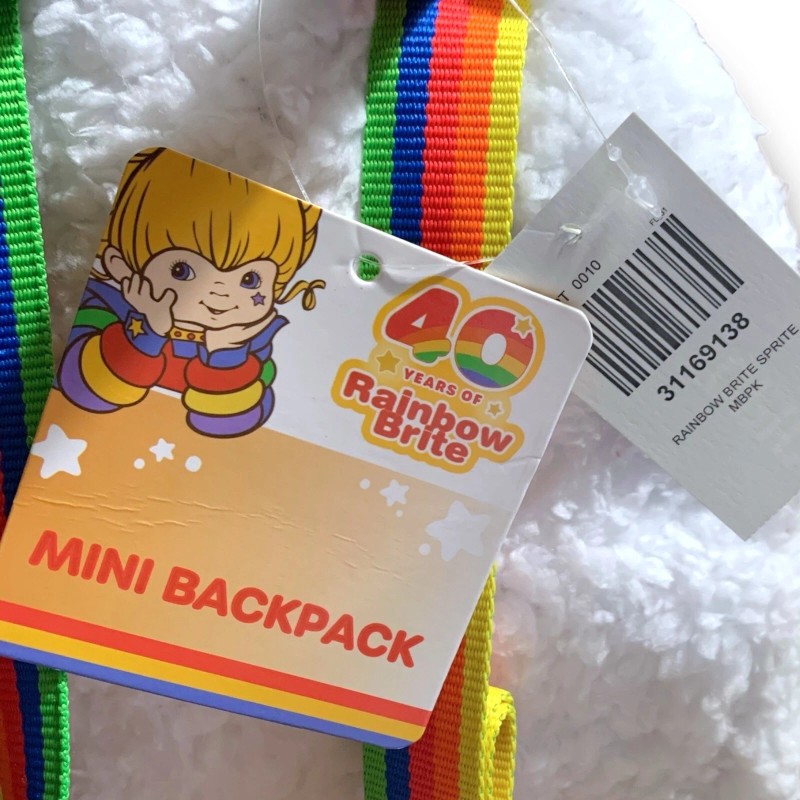 40
YEARS OF
Rainbow
Brite
MINI BACKPACK
0010
31169138
RAINBOW BRITE SPRITE
MBPK